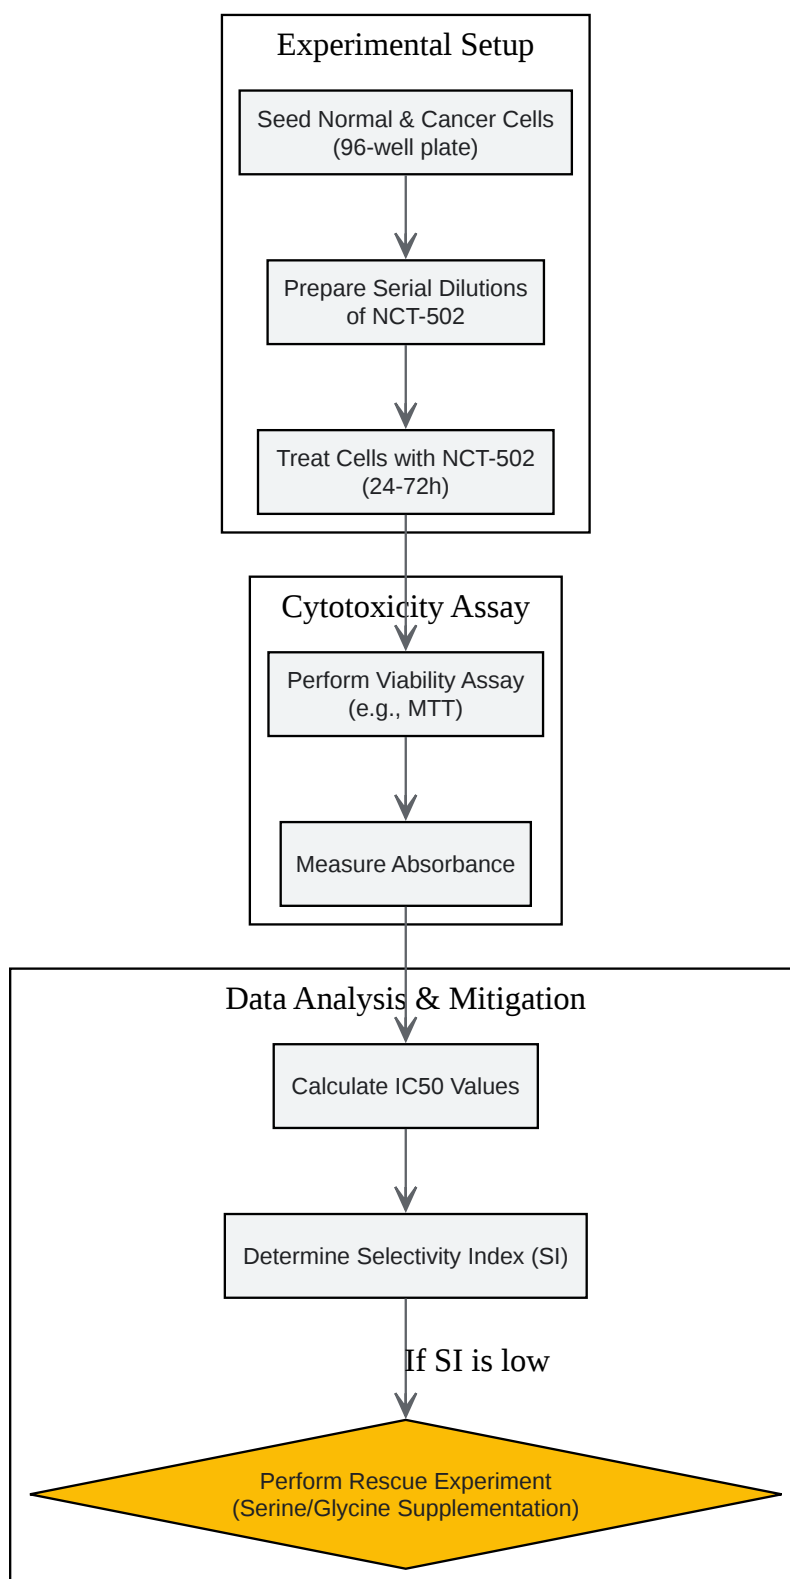 Experimental Setup
Seed Normal & Cancer Cells
(96-well plate)
Prepare Serial Dilutions
of NCT-502
Treat Cells with NCT-502
(24-72h)
Cytotoxicity Assay
Perform Viability Assay
(e.g., MTT)
Measure Absorbance
Data Analysis & Mitigation
Calculate IC50 Values
Determine Selectivity Index (SI)
If SI is low
Perform Rescue Experiment
(Serine/Glycine Supplementation)